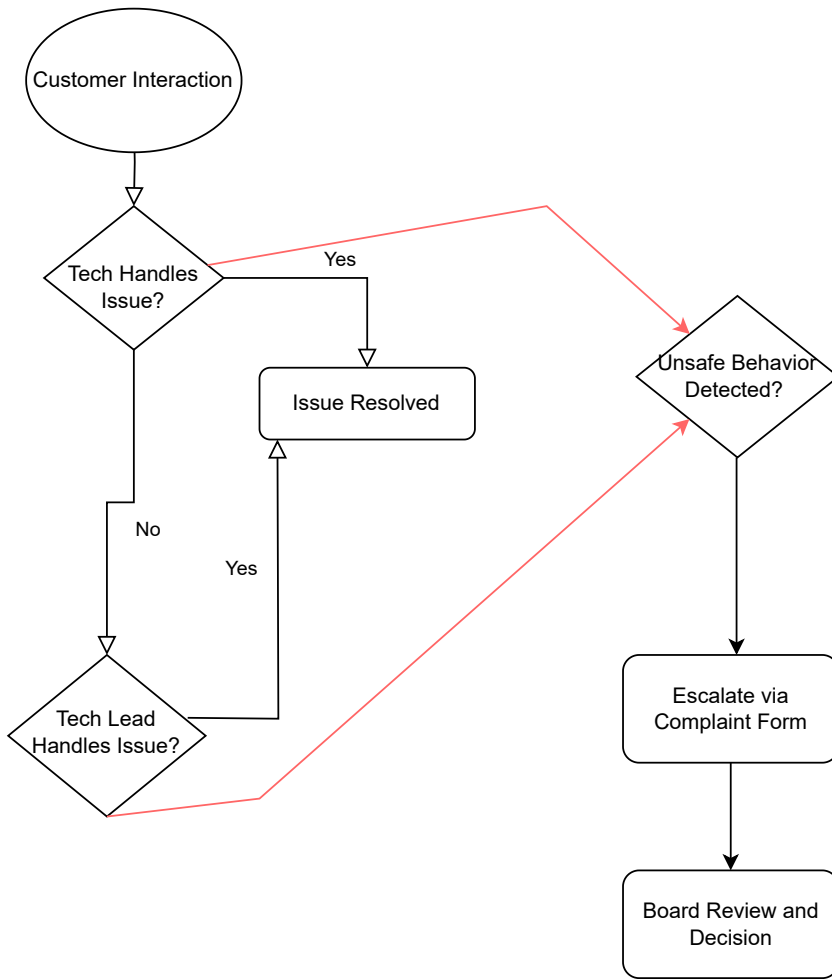 Customer Interaction
Tech Handles
Issue?
Yes
Issue Resolved
Unsafe Behavior
Detected?
No
Yes
Tech Lead
Handles Issue?
Escalate via
Complaint Form
Board Review and
Decision